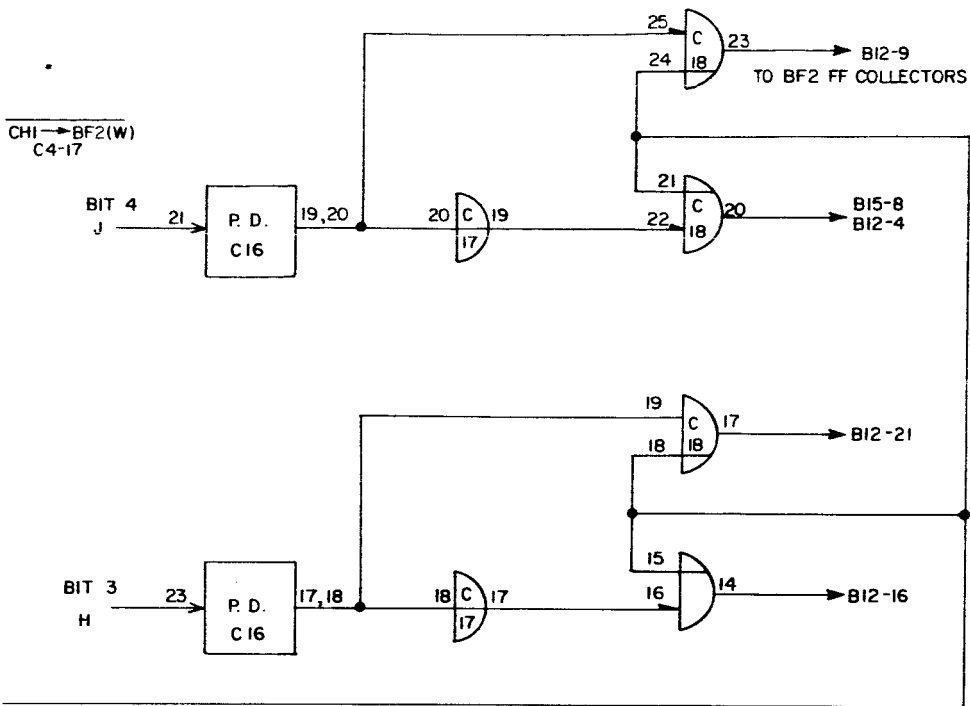 25
C
23
24
18
B12-9
TO BF2 FF COLLECTORS
CH1→BF2(W)
C4-17
BIT 4
J
21
P. D.
C16
19,20
20
C
17
19
21
C
22
18
20
B15-8
B12-4
19
C
17
18
18
B12-21
BIT 3
H
23
P. D.
C16
17,18
18
C
17
17
15
16
14
B12-16